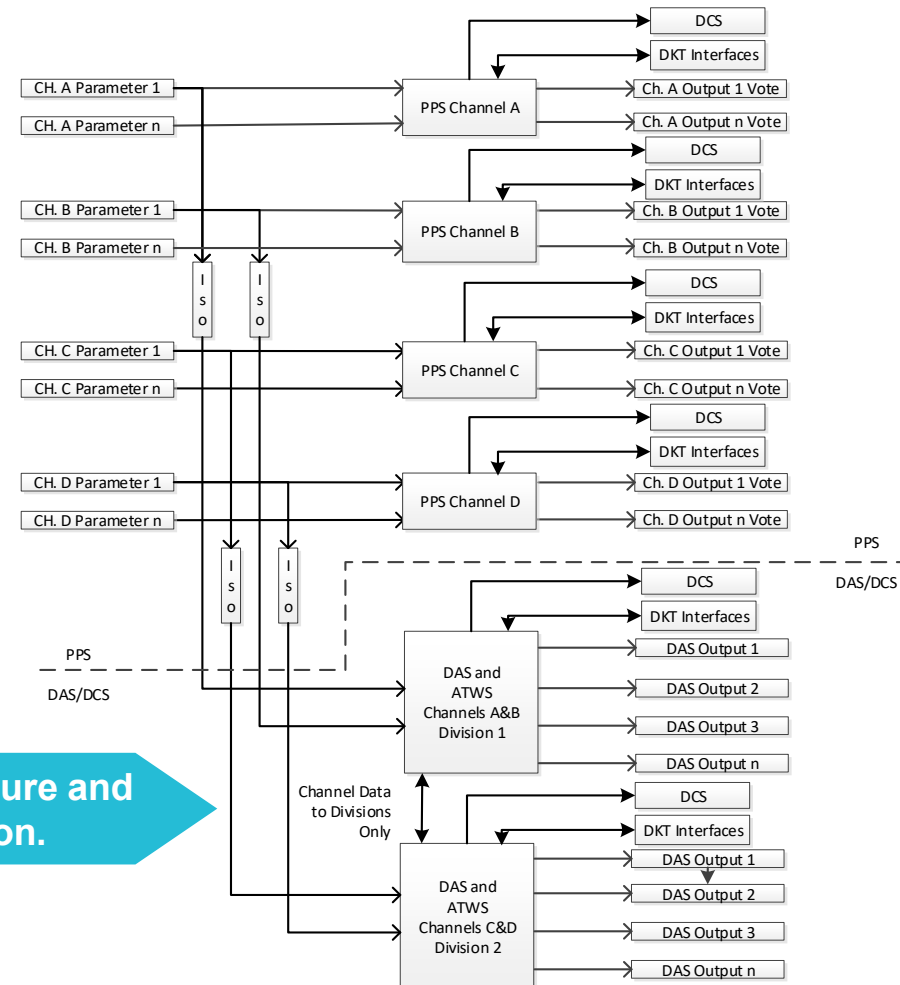 DCS
DKT Interfaces
CH. A Parameter 1
PPS Channel A
Ch. A Output 1 Vote
CH. A Parameter n
Ch. A Output n Vote
DCS
DKT Interfaces
CH. B Parameter 1
PPS Channel B
Ch. B Output 1 Vote
CH. B Parameter n
Ch. B Output n Vote
Iso
Iso
DCS
DKT Interfaces
CH. C Parameter 1
PPS Channel C
Ch. C Output 1 Vote
CH. C Parameter n
Ch. C Output n Vote
DCS
DKT Interfaces
CH. D Parameter 1
PPS Channel D
Ch. D Output 1 Vote
CH. D Parameter n
Ch. D Output n Vote
Iso
Iso
PPS
DAS/DCS
PPS
DAS/DCS
DCS
DKT Interfaces
DAS and
ATWS
Channels A&B
Division 1
DAS Output 1
DAS Output 2
DAS Output 3
DAS Output n
ure and
on.
Channel Data
to Divisions
Only
DCS
DKT Interfaces
DAS and
ATWS
Channels C&D
Division 2
DAS Output 1
DAS Output 2
DAS Output 3
DAS Output n